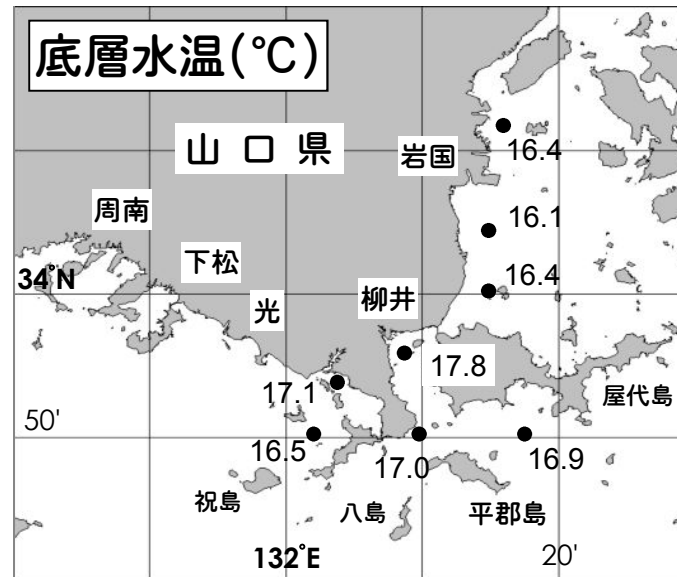 底層水温(℃)
山口県
岩国
16.4
周南
16.1
下松
34°N
16.4
光
柳井
17.8
17.1
屋代島
50'
16.5
17.0
16.9
祝島
八島
平郡島
132°E
20'